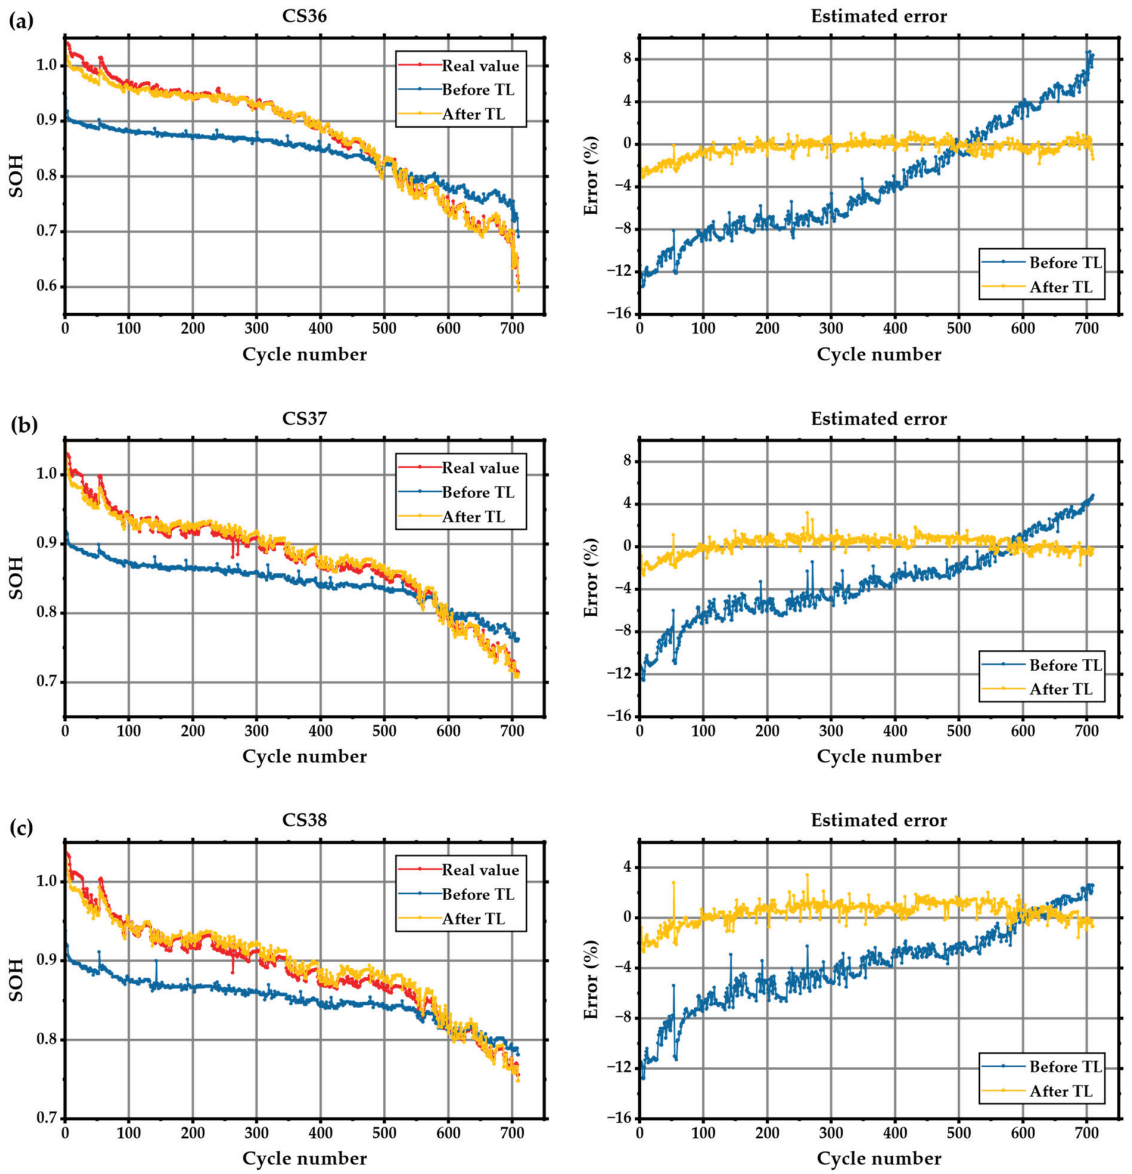 (a)
CS36
Estimated error
1.0
0.9
0.8
0.7
0.6
SOH
Real value
Before TL
After TL
0 100 200 300 400 500 600 700
Cycle number
8
4
0
−4
−8
−12
−16
Error (%)
Before TL
After TL
0 100 200 300 400 500 600 700
Cycle number
(b)
CS37
Estimated error
1.0
0.9
0.8
0.7
SOH
Real value
Before TL
After TL
0 100 200 300 400 500 600 700
Cycle number
8
4
0
−4
−8
−12
−16
Error (%)
Before TL
After TL
0 100 200 300 400 500 600 700
Cycle number
(c)
CS38
Estimated error
1.0
0.9
0.8
0.7
SOH
Real value
Before TL
After TL
0 100 200 300 400 500 600 700
Cycle number
4
0
−4
−8
−12
−16
Error (%)
Before TL
After TL
0 100 200 300 400 500 600 700
Cycle number